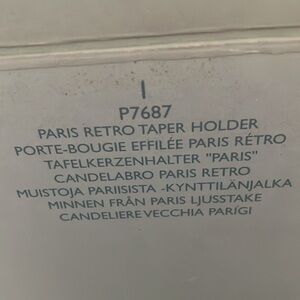 I
P7687
PARIS RETRO TAPER HOLDER
PORTE-BOUGIE EFFILÉE PARIS RÉTRO
TAFELKERZENHALTER "PARIS"
CANDELABRO PARIS RETRO
MUISTOJA PARIISISTA -KYNTTILÄNJALKA
MINNEN FRÅN PARIS LJUSSTAKE
CANDELIERE VECCHIA PARÍGI